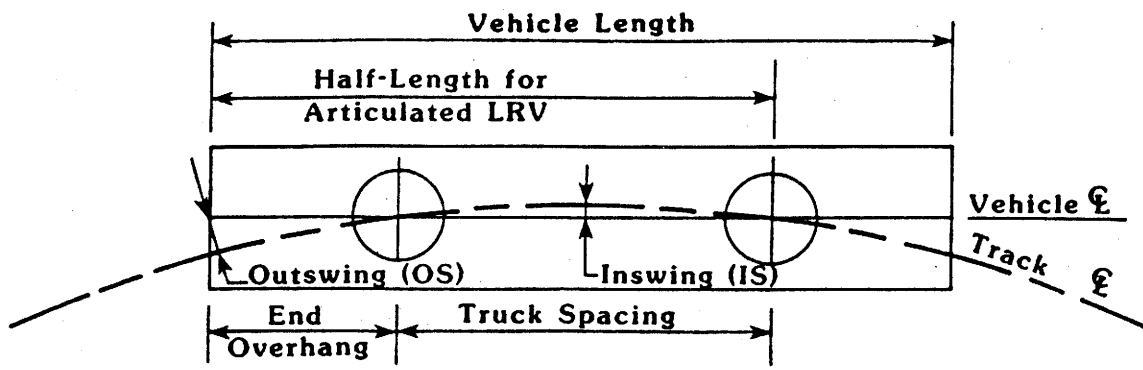 Vehicle Length
Half-Length for
Articulated LRV
Vehicle ℄
Track ℄
Outswing (OS)
Inswing (IS)
End
Overhang
Truck Spacing